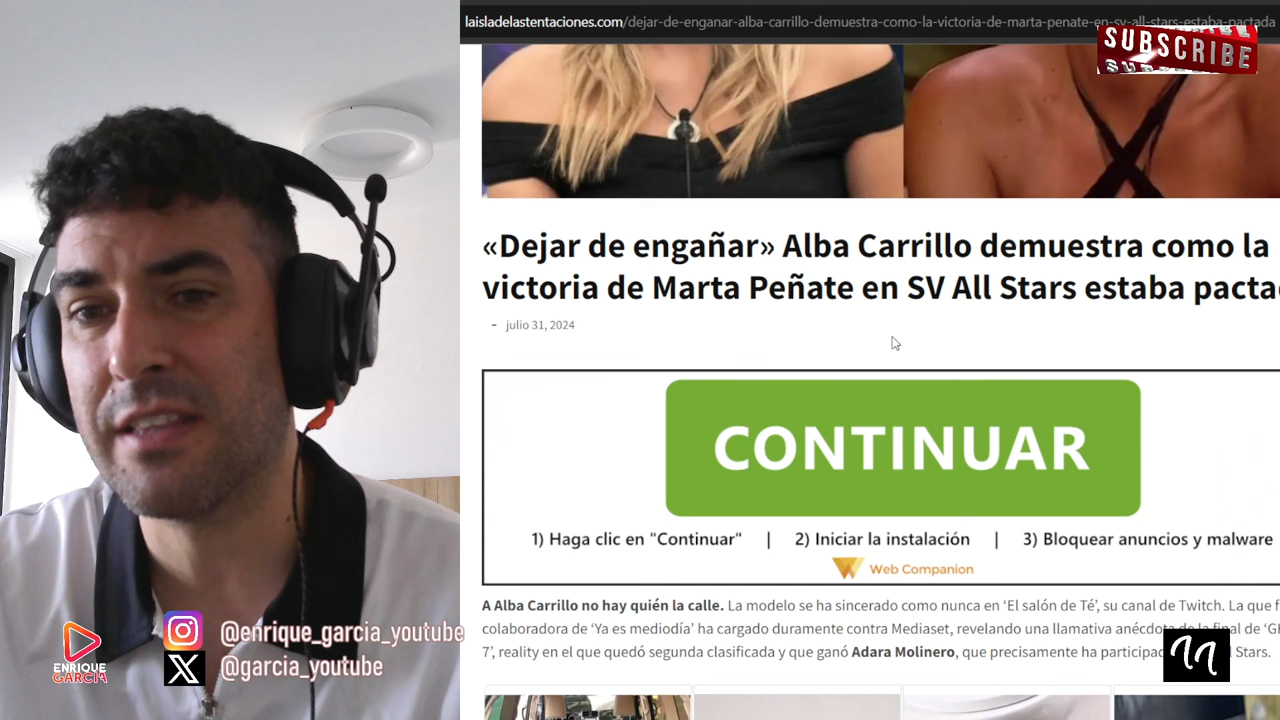 laisladelastentaciones.com/dejar-de-enganar-alba-carrillo-demuestra-como-la-victoria-de-marta-penate-en-sv-all-stars-estaba-pactada
SUBSCRIBE
«Dejar de engañar» Alba Carrillo demuestra como la
victoria de Marta Peñate en SV All Stars estaba pacta
- julio 31, 2024
CONTINUAR
1) Haga clic en "Continuar" | 2) Iniciar la instalación | 3) Bloquear anuncios y malware
Web Companion
A Alba Carrillo no hay quién la calle. La modelo se ha sincerado como nunca en ‘El salón de Té’, su canal de Twitch. La que f
colaboradora de ‘Ya es mediodía’ ha cargado duramente contra Mediaset, revelando una llamativa anécdota de la final de ‘GH
7’, reality en el que quedó segunda clasificada y que ganó Adara Molinero, que precisamente ha participa Stars.
ENRIQUE
GARCIA
@enrique_garcia_youtube
@garcia_youtube